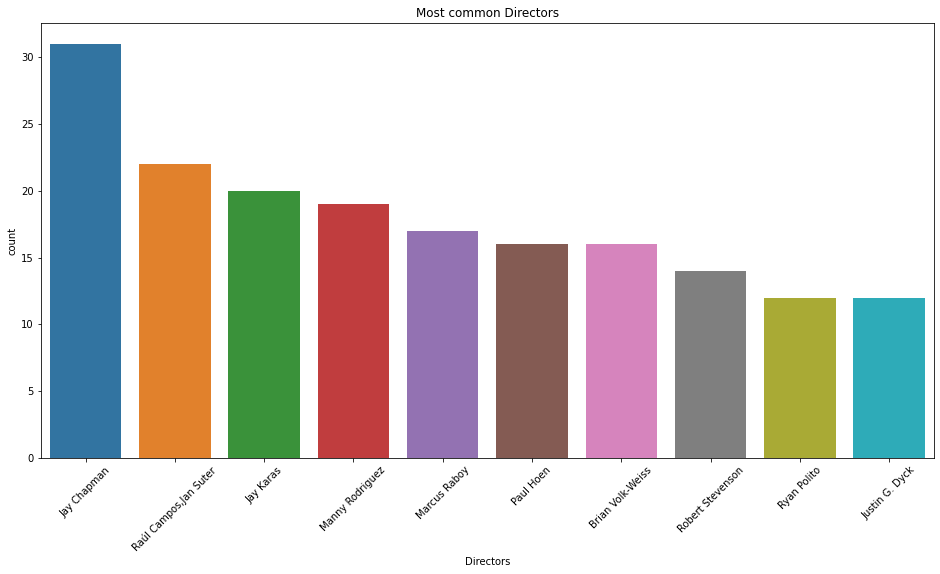 Most common Directors
count
30
25
20
15
10
5
0
Jay Chapman
Raúl Campos,Jan Suter
Jay Karas
Manny Rodriguez
Marcus Raboy
Paul Hoen
Brian Volk-Weiss
Robert Stevenson
Ryan Polito
Justin G. Dyck
Directors